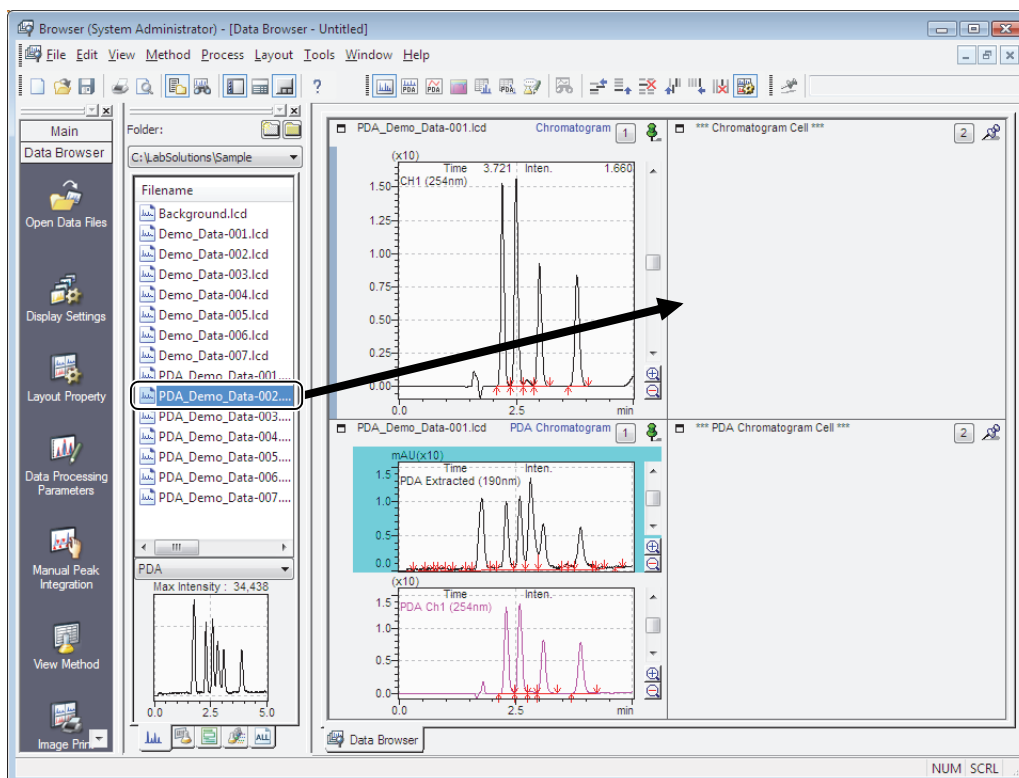 Browser (System Administrator) - [Data Browser - Untitled]
File Edit View Method Process Layout Tools Window Help
Main
Data Browser
Open Data Files
Display Settings
Layout Property
Data Processing
Parameters
Manual Peak
Integration
View Method
Image Print
Folder:
C:\LabSolutions\Sample
Filename
Background.lcd
Demo_Data-001.lcd
Demo_Data-002.lcd
Demo_Data-003.lcd
Demo_Data-004.lcd
Demo_Data-005.lcd
Demo_Data-006.lcd
Demo_Data-007.lcd
PDA_Demo_Data-001....
PDA_Demo_Data-002....
PDA_Demo_Data-003....
PDA_Demo_Data-004....
PDA_Demo_Data-005....
PDA_Demo_Data-006....
PDA_Demo_Data-007....
PDA
Max Intensity : 34,438
0.0 2.5 5.0
ALL
PDA_Demo_Data-001.lcd Chromatogram 1
(x10)
Time 3.721 Inten. 1.660
CH1 (254nm)
1.50
1.25
1.00
0.75
0.50
0.25
0.00
0.0 2.5 min
*** Chromatogram Cell *** 2
PDA_Demo_Data-001.lcd PDA Chromatogram 1
mAU(x10)
Time Inten.
PDA Extracted (190nm)
1.5
1.0
0.5
0.0
(x10)
Time Inten.
PDA Ch1 (254nm)
1.5
1.0
0.5
0.0
0.0 2.5 min
*** PDA Chromatogram Cell *** 2
Data Browser
NUM SCRL